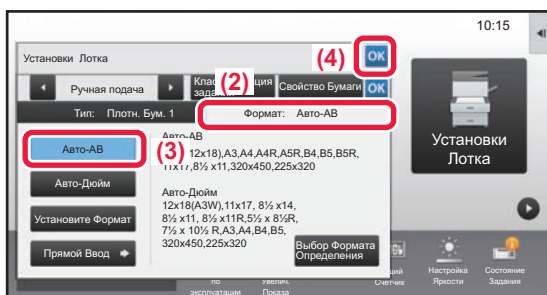 10:15
Установки Лотка
(4)
OK
Ручная подача
(2)
Свойство Бумаги
OK
Тип: Плотн. Бум. 1
Формат: Авто-AB
Авто-AB
(3)
Авто-AB
12x18),A3,A4,A4R,A5R,B4,B5,B5R,
11x17,8½ x11,320x450,225x320
Авто-Дюйм
Авто-Дюйм
12x18(A3W),11x17, 8½ x14,
8½ x11, 8½ x11R,5½ x 8½R,
7½ x 10½ R,A3,A4,B4,B5,
320x450,225x320
Установите Формат
Прямой Ввод
Выбор Формата
Определения
Установки
Лотка
по
эксплуатации
Увелич.
Показа
Счетчик
Настройка
Яркости
Состояние
Задания